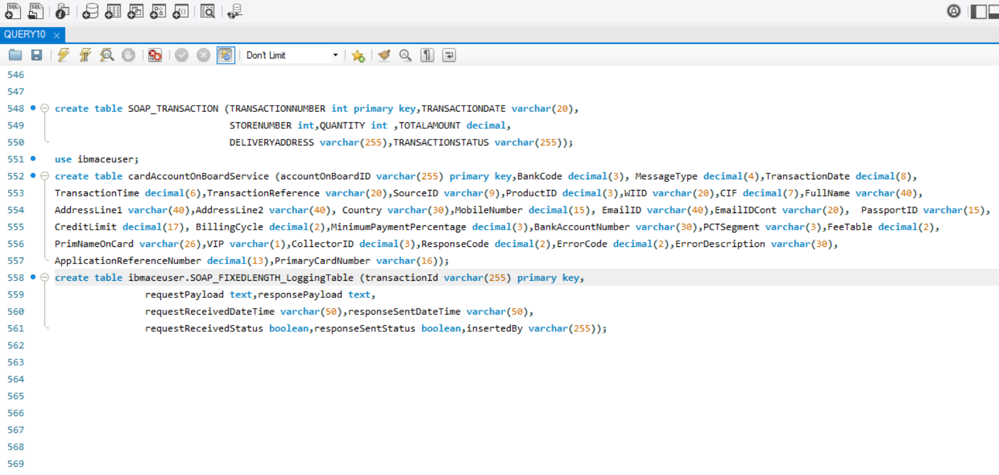 SQL SQL
QUERY10
Don't Limit
546
547
548 create table SOAP_TRANSACTION (TRANSACTIONNUMBER int primary key,TRANSACTIONDATE varchar(20),
549 STORENUMBER int,QUANTITY int ,TOTALAMOUNT decimal,
550 DELIVERYADDRESS varchar(255),TRANSACTIONSTATUS varchar(255));
551 use ibmaceuser;
552 create table cardAccountOnBoardService (accountOnBoardID varchar(255) primary key,BankCode decimal(3), MessageType decimal(4),TransactionDate decimal(8),
553 TransactionTime decimal(6),TransactionReference varchar(20),SourceID varchar(9),ProductID decimal(3),WIID varchar(20),CIF decimal(7),FullName varchar(40),
554 AddressLine1 varchar(40),AddressLine2 varchar(40), Country varchar(30),MobileNumber decimal(15), EmailID varchar(40),EmailIDCont varchar(20), PassportID varchar(15),
555 CreditLimit decimal(17), BillingCycle decimal(2),MinimumPaymentPercentage decimal(3),BankAccountNumber varchar(30),PCTSegment varchar(3),FeeTable decimal(2),
556 PrimNameOnCard varchar(26),VIP varchar(1),CollectorID decimal(3),ResponseCode decimal(2),ErrorCode decimal(2),ErrorDescription varchar(30),
557 ApplicationReferenceNumber decimal(13),PrimaryCardNumber varchar(16));
558 create table ibmaceuser.SOAP_FIXEDLENGTH_LoggingTable (transactionId varchar(255) primary key,
559 requestPayload text,responsePayload text,
560 requestReceivedDateTime varchar(50),responseSentDateTime varchar(50),
561 requestReceivedStatus boolean,responseSentStatus boolean,insertedBy varchar(255));
562
563
564
565
566
567
568
569